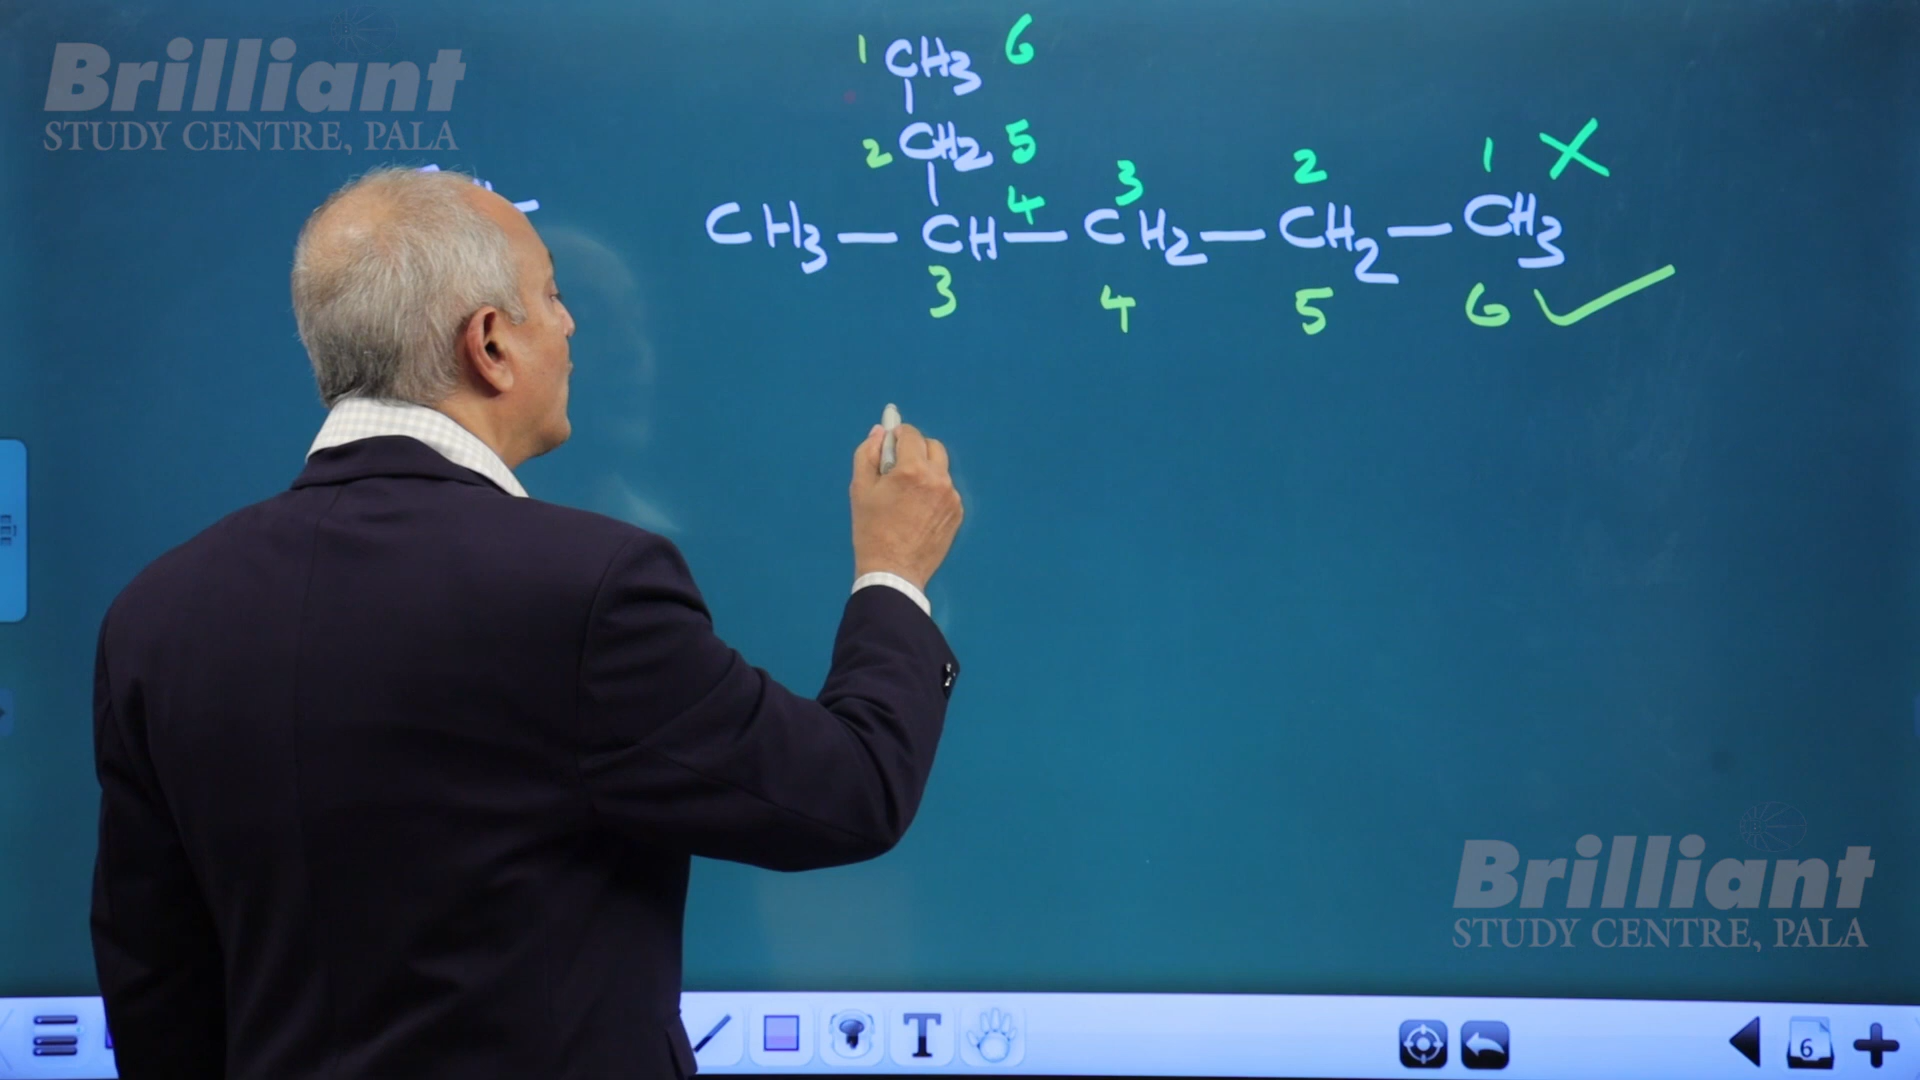 Brilliant
STUDY CENTRE, PALA
1 CH3 6
2 CH2 5
4 3 2 1 X
CH3 — CH — CH2 — CH2 — CH3
3 4 5 6 ✓
Brilliant
STUDY CENTRE, PALA
T
6